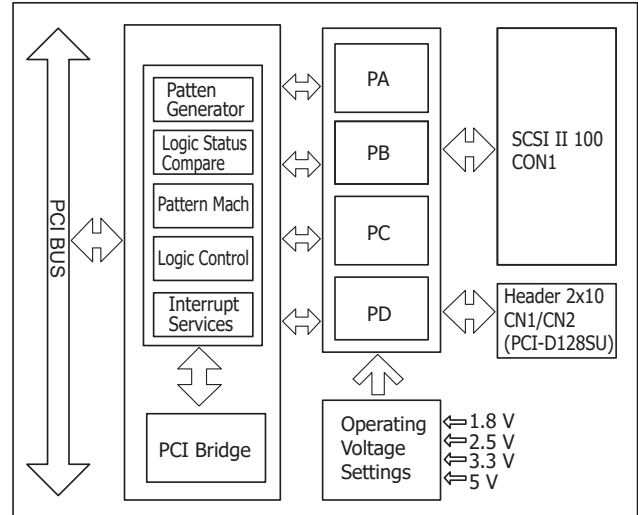 PCI BUS
Patten
Generator
Logic Status
Compare
Pattern Mach
Logic Control
Interrupt
Services
PCI Bridge
PA
PB
PC
PD
Operating
Voltage
Settings
1.8 V
2.5 V
3.3 V
5 V
SCSI II 100
CON1
Header 2x10
CN1/CN2
(PCI-D128SU)